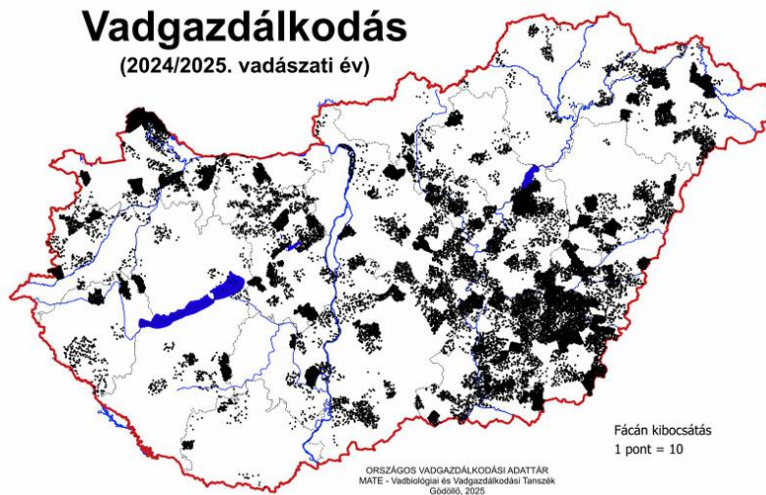 Vadgazdálkodás
(2024/2025. vadászati év)
Fácán kibocsátás
1 pont = 10
ORSZÁGOS VADGAZDÁLKODÁSI ADATTÁR
MATE - Vadbiológiai és Vadgazdálkodási Tanszék
Gödöllő, 2025